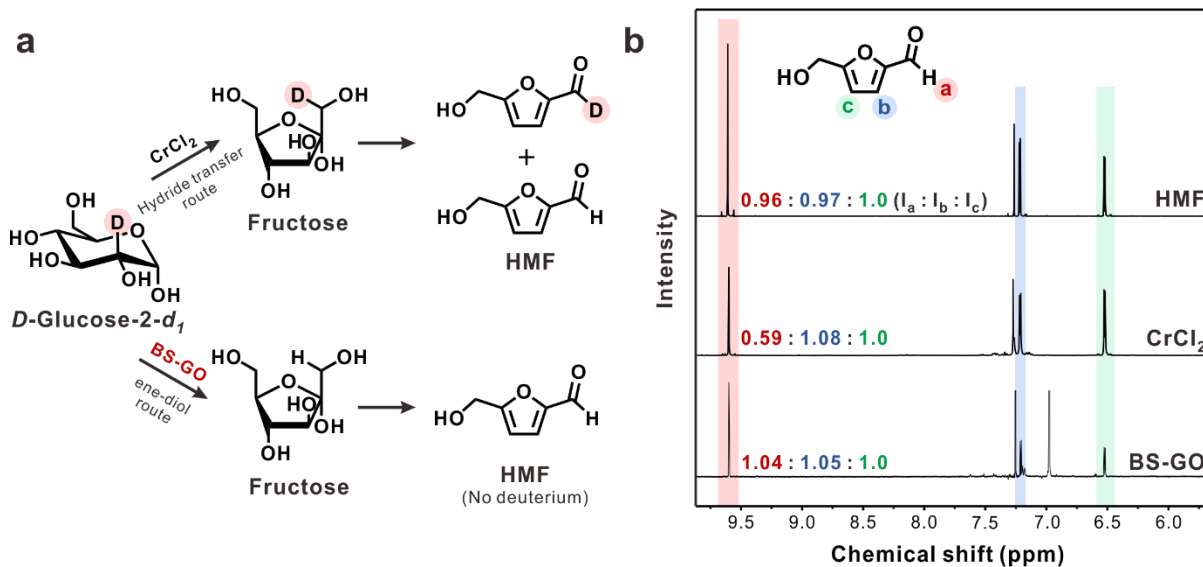 a
HO
D
OH
O
HO
OH
OH
Fructose
CrCl₂
Hydride transfer
route
HO
O
O
D
+
HO
O
O
H
HMF
HO
D
O
HO
HO
OH
OH
D-Glucose-2-d₁
BS-GO
ene-diol
route
HO
H
OH
O
HO
OH
OH
Fructose
HO
O
O
H
HMF
(No deuterium)
b
HO
O
O
H
a
c
b
0.96 : 0.97 : 1.0 (Iₐ : I_b : I_c)
HMF
0.59 : 1.08 : 1.0
CrCl₂
1.04 : 1.05 : 1.0
BS-GO
Intensity
9.5 9.0 8.5 8.0 7.5 7.0 6.5 6.0
Chemical shift (ppm)